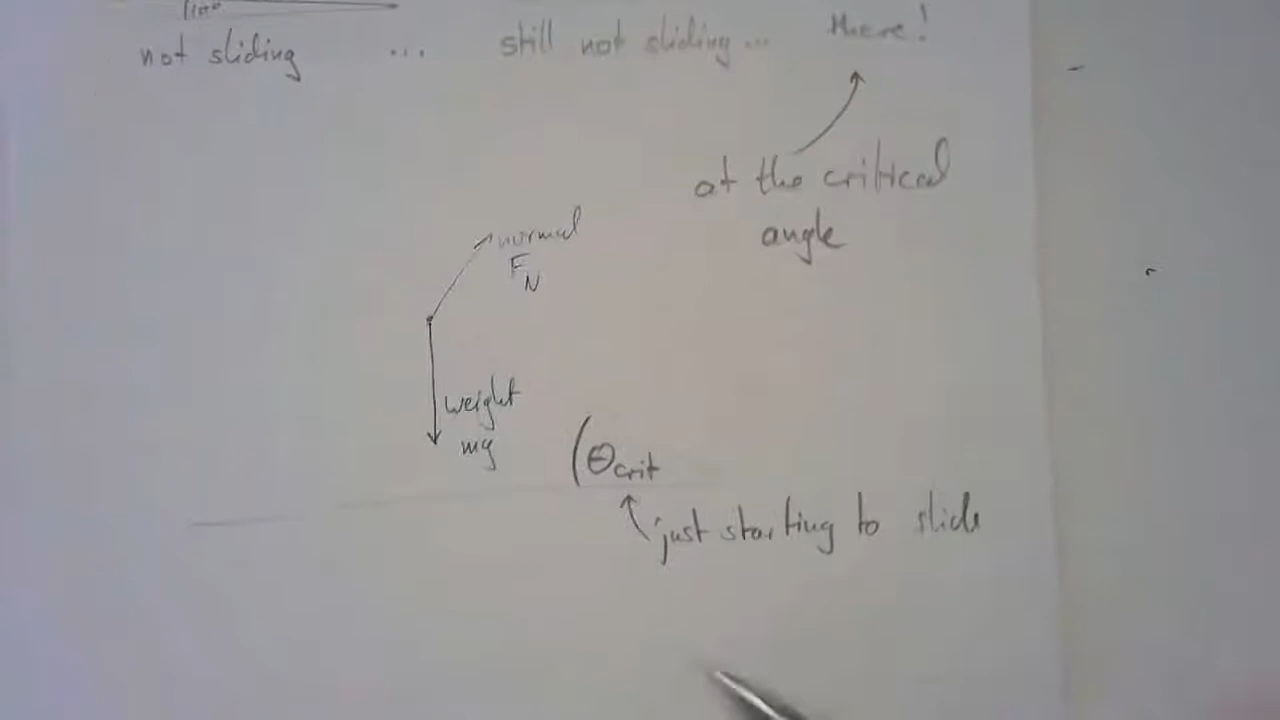 not sliding ... still not sliding... there!
at the critical
angle
normal
F_N
weight
mg
(θcrit
just starting to slide